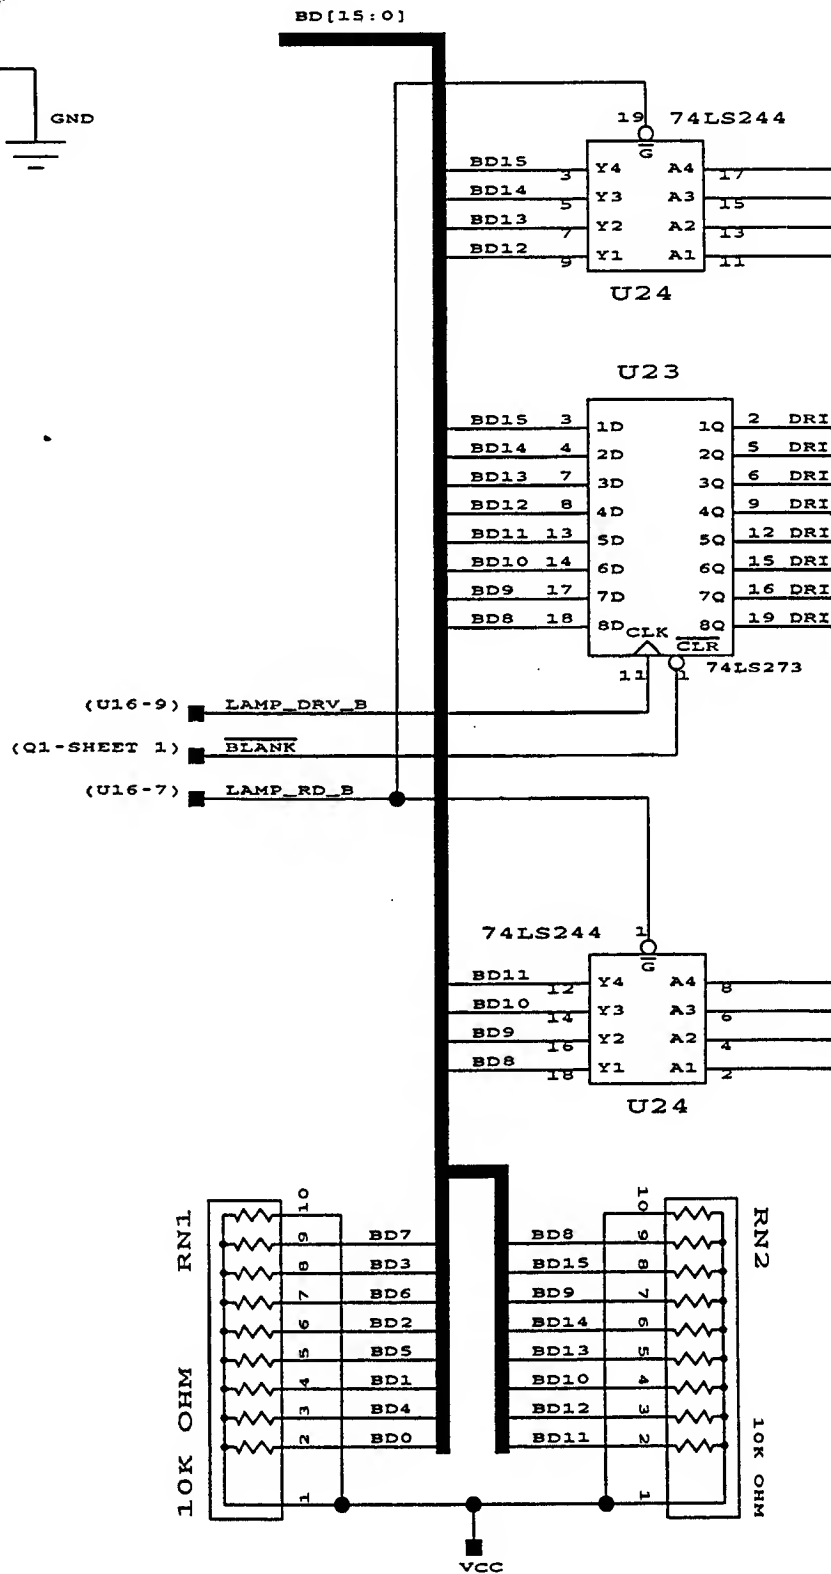 BD[15:0]
GND
19 74LS244
G
BD15 3 Y4 A4 17
BD14 5 Y3 A3 15
BD13 7 Y2 A2 13
BD12 9 Y1 A1 11
U24
U23
BD15 3 1D 1Q 2 DRI
BD14 4 2D 2Q 5 DRI
BD13 7 3D 3Q 6 DRI
BD12 8 4D 4Q 9 DRI
BD11 13 5D 5Q 12 DRI
BD10 14 6D 6Q 15 DRI
BD9 17 7D 7Q 16 DRI
BD8 18 8D 8Q 19 DRI
CLK CLR
11 1 74LS273
(U16-9) LAMP_DRV_B
(Q1-SHEET 1) BLANK
(U16-7) LAMP_RD_B
74LS244 1
G
BD11 12 Y4 A4 8
BD10 14 Y3 A3 6
BD9 16 Y2 A2 4
BD8 18 Y1 A1 2
U24
RN1
10K OHM
10
9 BD7
8 BD3
7 BD6
6 BD2
5 BD5
4 BD1
3 BD4
2 BD0
1
10
BD8 9
BD15 8
BD9 7
BD14 6
BD13 5
BD10 4
BD12 3
BD11 2
1
RN2
10K OHM
VCC